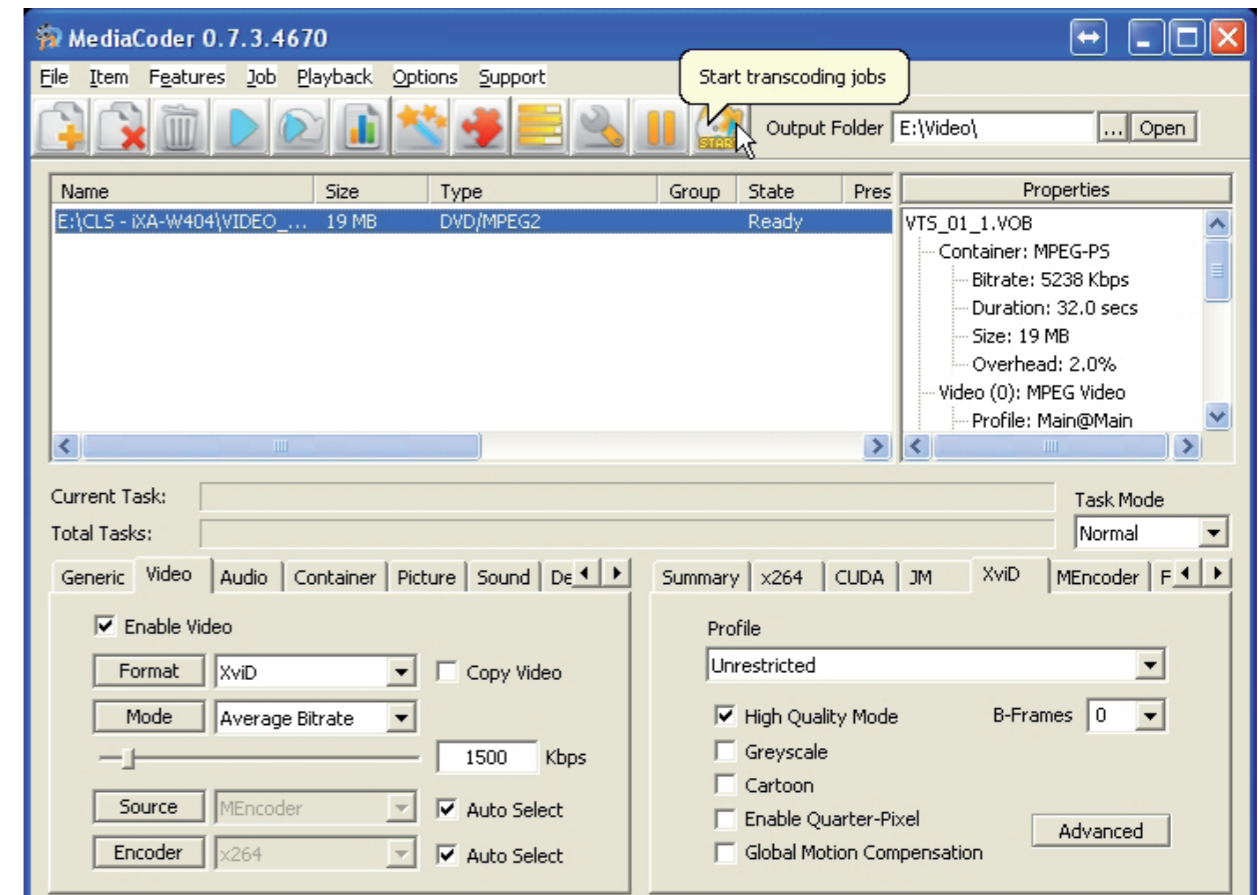 MediaCoder 0.7.3.4670
File Item Features Job Playback Options Support
Start transcoding jobs
START
Output Folder E:\Video\ ... Open
Name Size Type Group State Pres
E:\CLS - iXA-W404\VIDEO_... 19 MB DVD/MPEG2 Ready
Properties
VTS_01_1.VOB
Container: MPEG-PS
Bitrate: 5238 Kbps
Duration: 32.0 secs
Size: 19 MB
Overhead: 2.0%
Video (0): MPEG Video
Profile: Main@Main
Current Task:
Total Tasks:
Task Mode
Normal
Generic Video Audio Container Picture Sound De
Enable Video
Format XviD Copy Video
Mode Average Bitrate
1500 Kbps
Source MEncoder Auto Select
Encoder x264 Auto Select
Summary x264 CUDA JM XviD MEncoder F
Profile
Unrestricted
High Quality Mode B-Frames 0
Greyscale
Cartoon
Enable Quarter-Pixel
Global Motion Compensation
Advanced